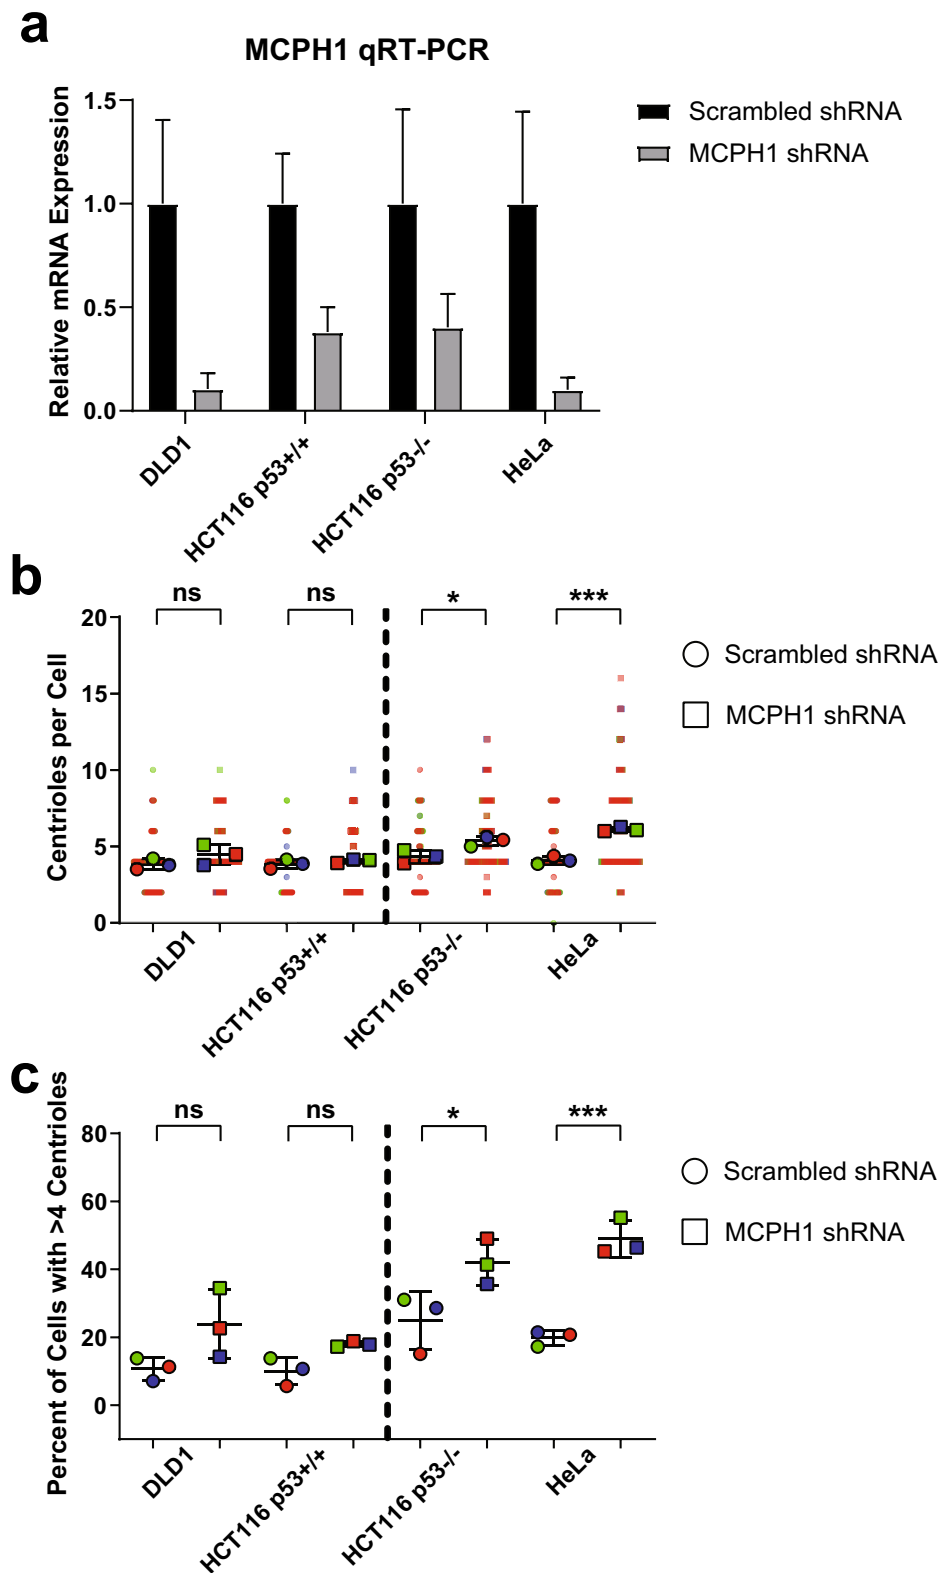 a
MCPH1 qRT-PCR
Relative mRNA Expression
1.5
1.0
0.5
0.0
Scrambled shRNA
MCPH1 shRNA
DLD1
HCT116 p53+/+
HCT116 p53-/-
HeLa
b
Centrioles per Cell
20
15
10
5
0
ns
ns
*
***
Scrambled shRNA
MCPH1 shRNA
DLD1
HCT116 p53+/+
HCT116 p53-/-
HeLa
c
Percent of Cells with >4 Centrioles
80
60
40
20
0
ns
ns
*
***
Scrambled shRNA
MCPH1 shRNA
DLD1
HCT116 p53+/+
HCT116 p53-/-
HeLa